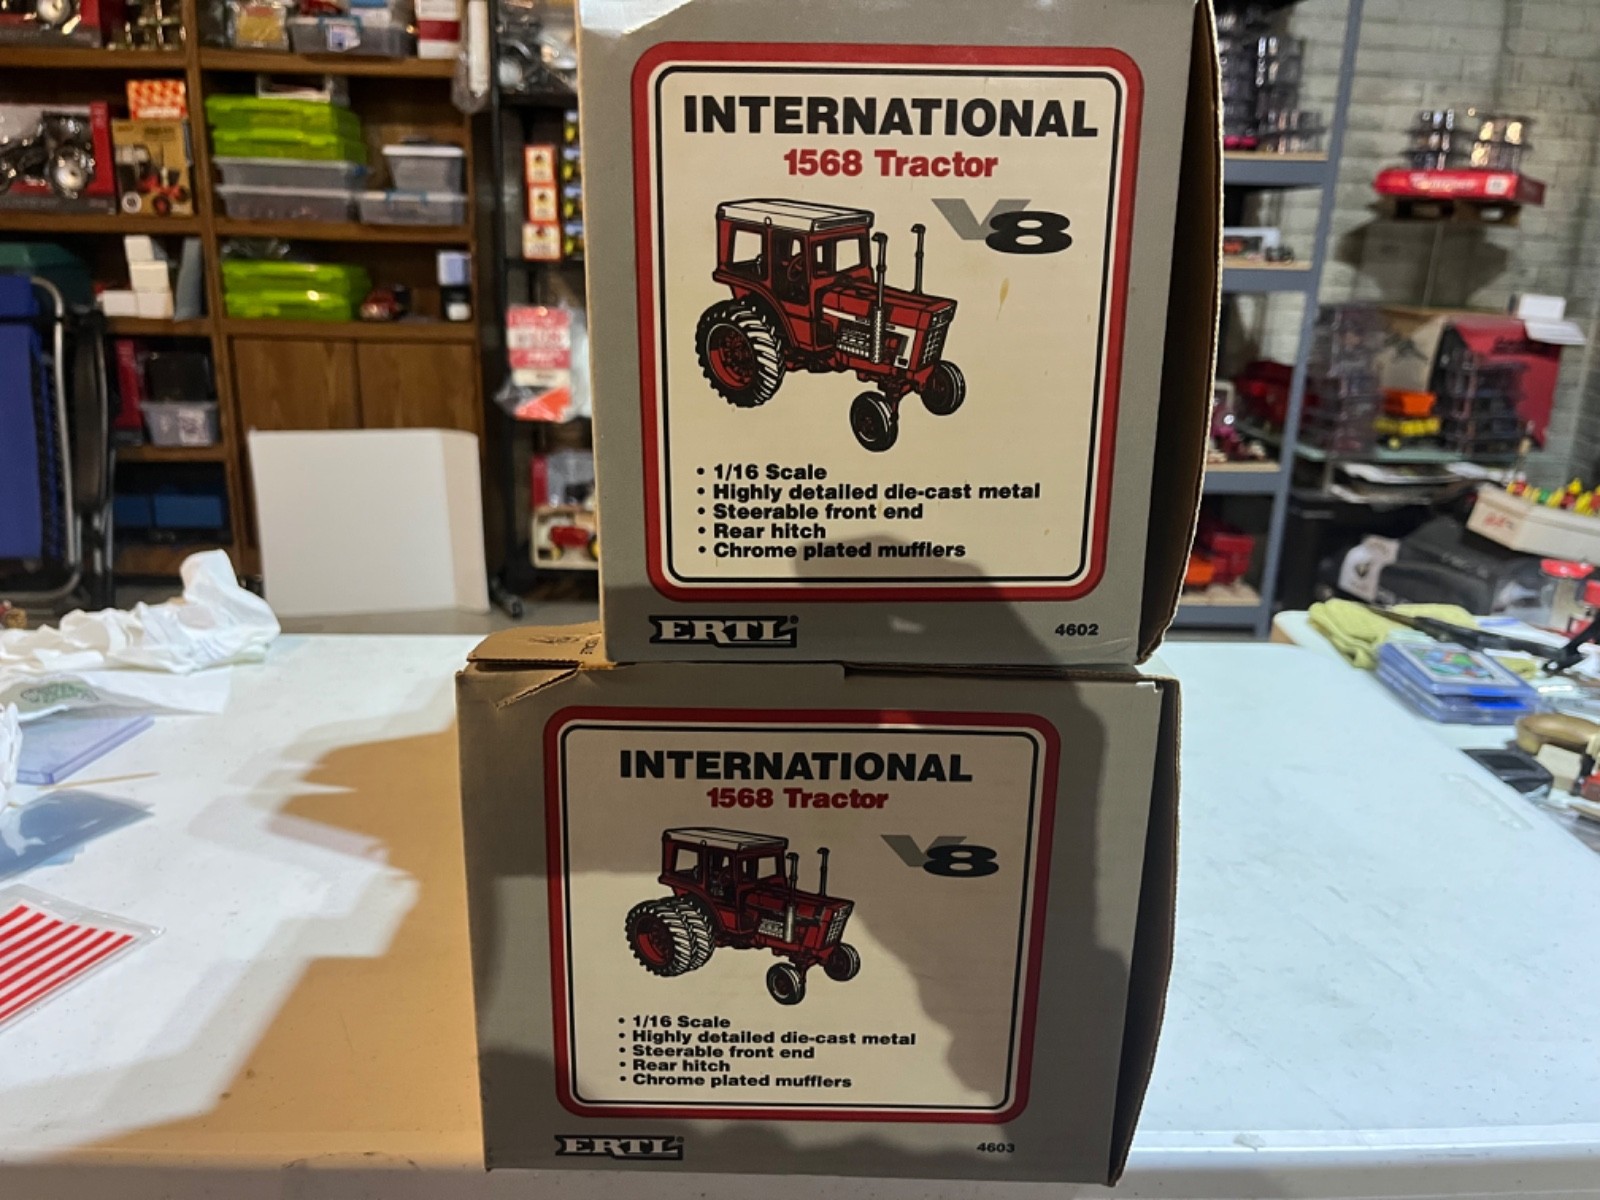 INTERNATIONAL
1568 Tractor
V8
• 1/16 Scale
• Highly detailed die-cast metal
• Steerable front end
• Rear hitch
• Chrome plated mufflers
ERTL
4602
INTERNATIONAL
1568 Tractor
V8
• 1/16 Scale
• Highly detailed die-cast metal
• Steerable front end
• Rear hitch
• Chrome plated mufflers
ERTL
4603